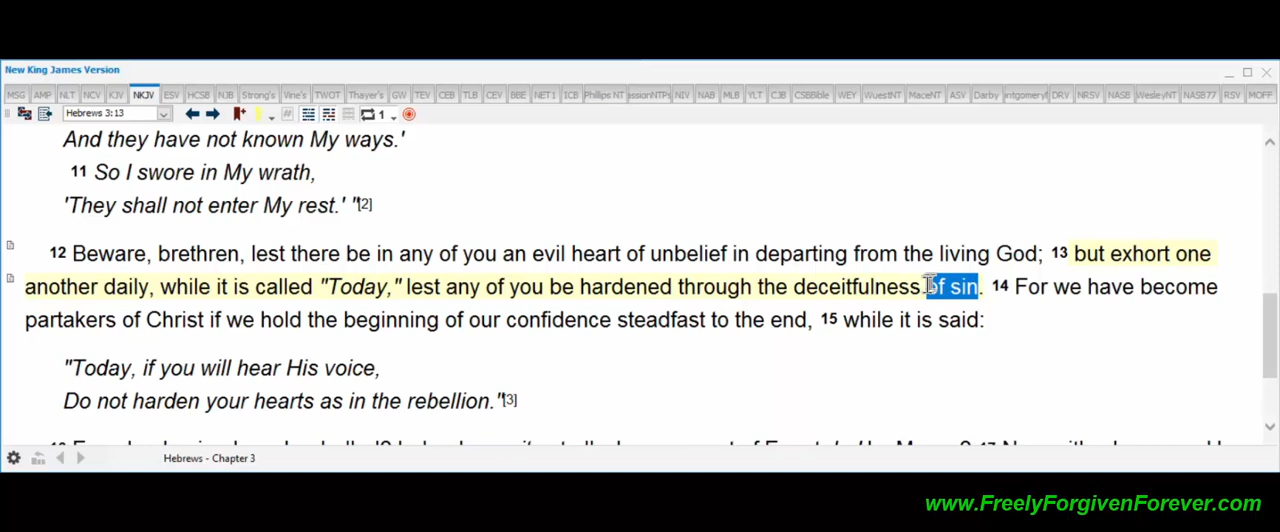 New King James Version
MSG AMP NLT NCV KJV NKJV ESV HCSB NJB Strong's Vine's TWOT Thayer's GW TEV CEB TLB CEV BBE NET1 ICB Phillips NT assionNTPs NIV NAB MLB YLT CJB CSBBible WEY WuestNT MaceNT ASV Darby ntgomeryf DRV NRSV NASB WesleyNT NASB77 RSV MOFF
Hebrews 3:13 1
And they have not known My ways.'
11 So I swore in My wrath,
'They shall not enter My rest.' "[2]
12 Beware, brethren, lest there be in any of you an evil heart of unbelief in departing from the living God; 13 but exhort one
another daily, while it is called "Today," lest any of you be hardened through the deceitfulness of sin. 14 For we have become
partakers of Christ if we hold the beginning of our confidence steadfast to the end, 15 while it is said:
"Today, if you will hear His voice,
Do not harden your hearts as in the rebellion."[3]
Hebrews - Chapter 3
www.FreelyForgivenForever.com